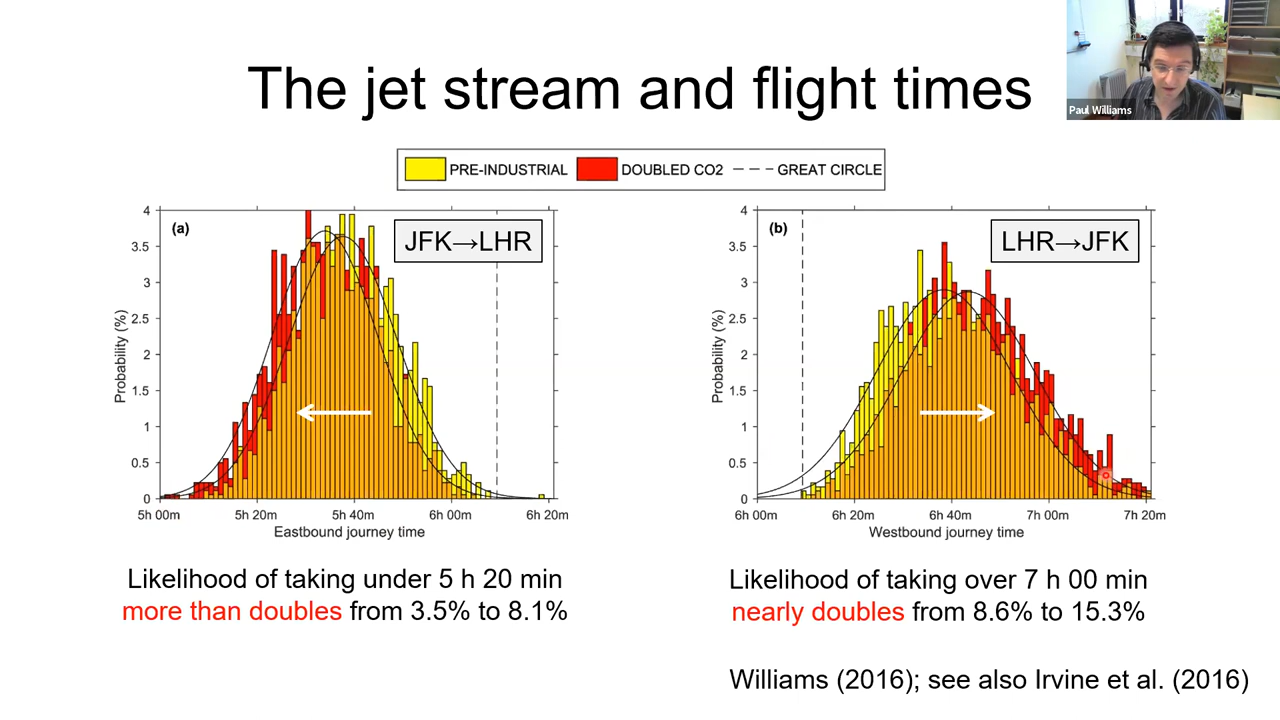 The jet stream and flight times
Paul Williams
PRE-INDUSTRIAL DOUBLED CO2 GREAT CIRCLE
(a)
JFK→LHR
4
3.5
3
2.5
2
1.5
1
0.5
0
Probability (%)
5h 00m 5h 20m 5h 40m 6h 00m 6h 20m
Eastbound journey time
(b)
LHR→JFK
4
3.5
3
2.5
2
1.5
1
0.5
0
Probability (%)
6h 00m 6h 20m 6h 40m 7h 00m 7h 20m
Westbound journey time
Likelihood of taking under 5 h 20 min
more than doubles from 3.5% to 8.1%
Likelihood of taking over 7 h 00 min
nearly doubles from 8.6% to 15.3%
Williams (2016); see also Irvine et al. (2016)